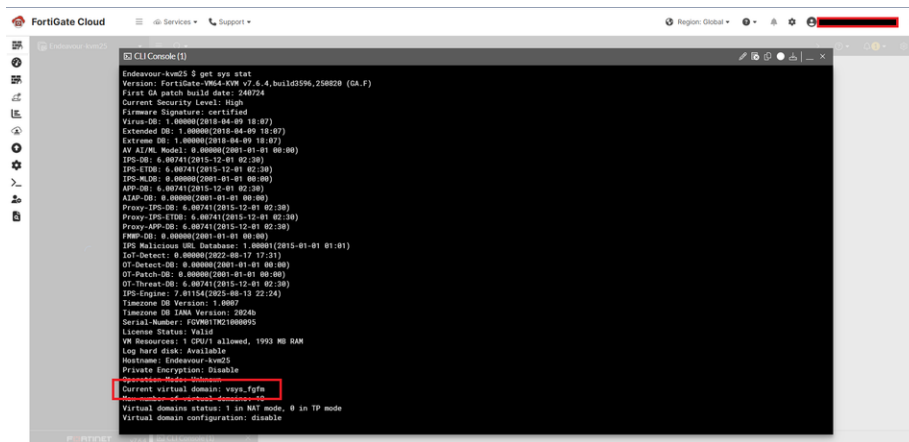 FortiGate Cloud
Services
Support
Region: Global
Endeavour-kvm25
CLI Console (1)
Endeavour-kvm25 $ get sys stat
Version: FortiGate-VM64-KVM v7.6.4,build3596,250820 (GA.F)
First GA patch build date: 240724
Current Security Level: High
Firmware Signature: certified
Virus-DB: 1.00000(2018-04-09 18:07)
Extended DB: 1.00000(2018-04-09 18:07)
Extreme DB: 1.00000(2018-04-09 18:07)
AV AI/ML Model: 0.00000(2001-01-01 00:00)
IPS-DB: 6.00741(2015-12-01 02:30)
IPS-ETDB: 6.00741(2015-12-01 02:30)
IPS-MLDB: 0.00000(2001-01-01 00:00)
APP-DB: 6.00741(2015-12-01 02:30)
AIAP-DB: 0.00000(2001-01-01 00:00)
Proxy-IPS-DB: 6.00741(2015-12-01 02:30)
Proxy-IPS-ETDB: 6.00741(2015-12-01 02:30)
Proxy-APP-DB: 6.00741(2015-12-01 02:30)
FMWP-DB: 0.00000(2001-01-01 00:00)
IPS Malicious URL Database: 1.00001(2015-01-01 01:01)
IoT-Detect: 0.00000(2022-08-17 17:31)
OT-Detect-DB: 0.00000(2001-01-01 00:00)
OT-Patch-DB: 0.00000(2001-01-01 00:00)
OT-Threat-DB: 6.00741(2015-12-01 02:30)
IPS-Engine: 7.01154(2025-08-13 22:24)
Timezone DB Version: 1.0007
Timezone DB IANA Version: 2024b
Serial-Number: FGVM01TM21000095
License Status: Valid
VM Resources: 1 CPU/1 allowed, 1993 MB RAM
Log hard disk: Available
Hostname: Endeavour-kvm25
Private Encryption: Disable
Operation Mode: Unknown
Current virtual domain: vsys_fgfm
Max number of virtual domains: 10
Virtual domains status: 1 in NAT mode, 0 in TP mode
Virtual domain configuration: disable
FORTINET
CLI Console (1)